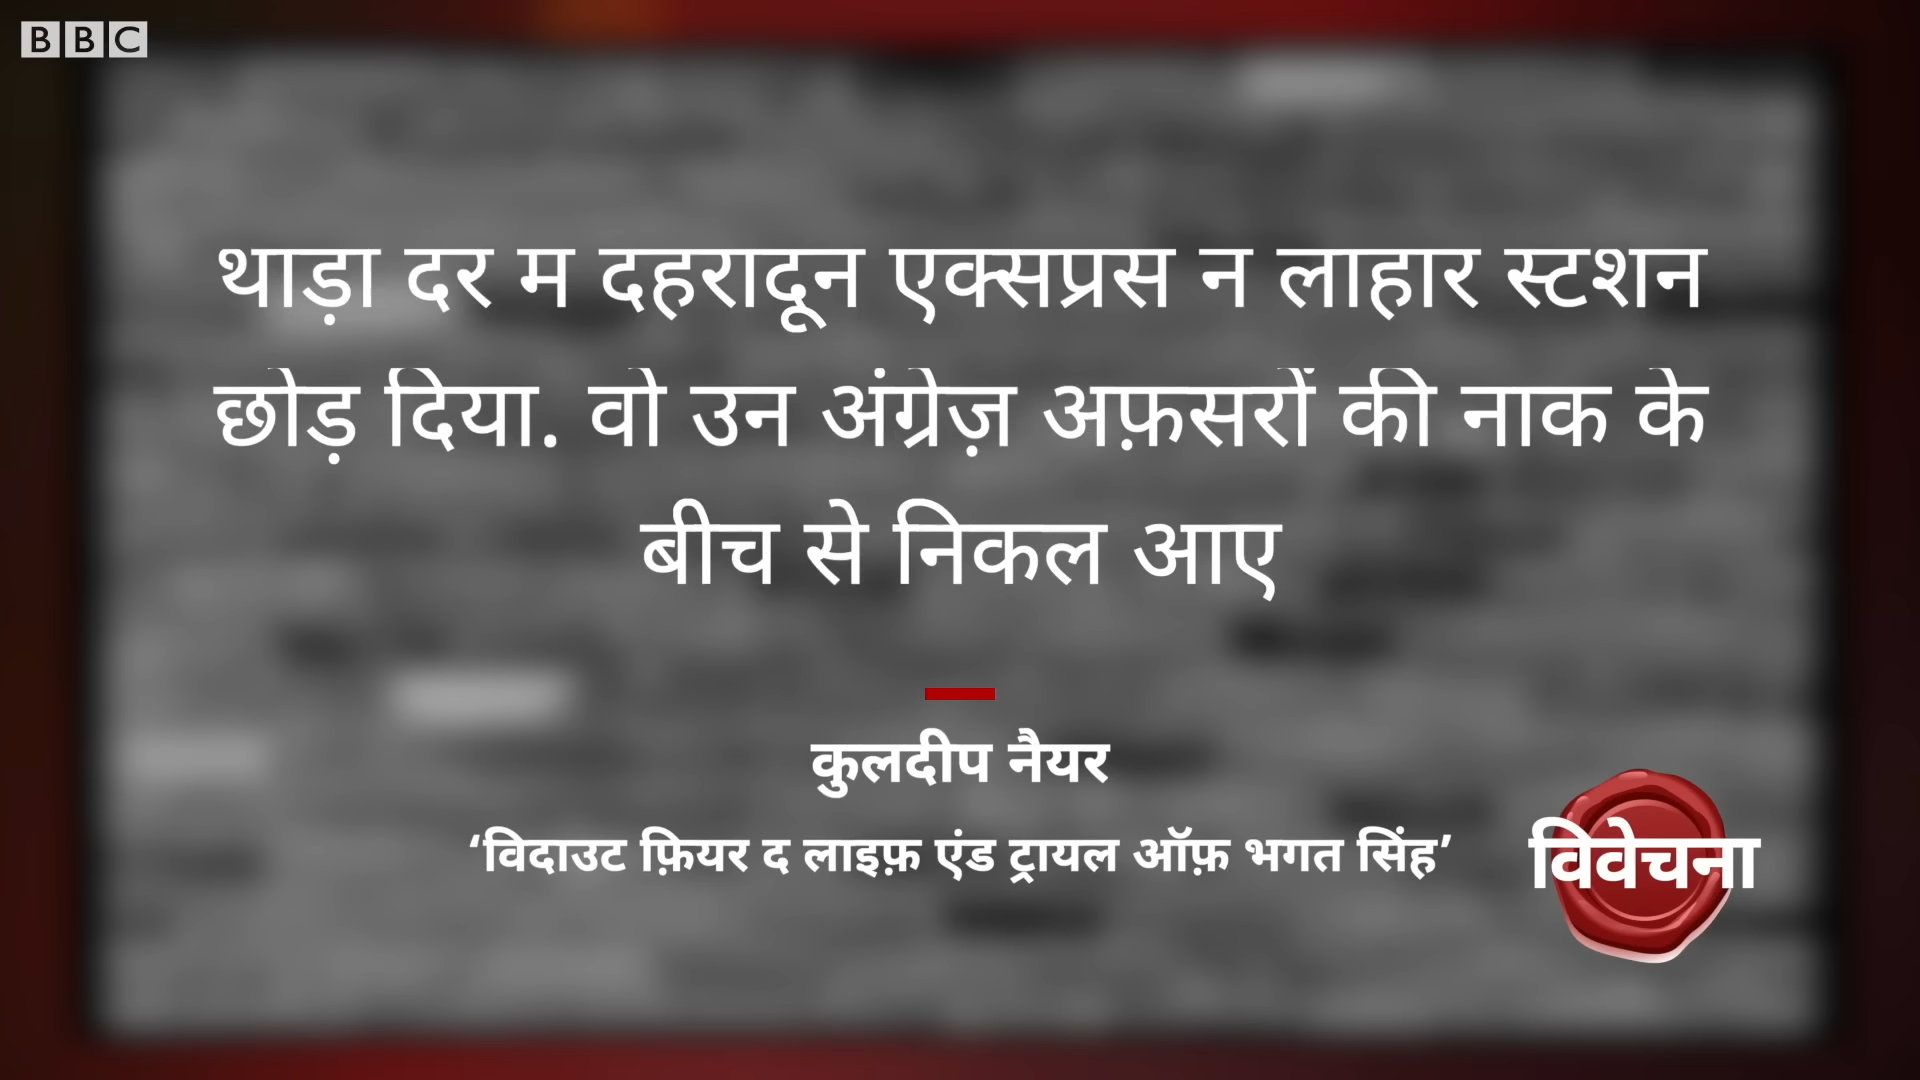 BBC
थाड़ा दर म दहरादून एक्सप्रस न लाहार स्टशन
छोड़ दिया. वो उन अंग्रेज़ अफ़सरों की नाक के
बीच से निकल आए
कुलदीप नैयर
‘विदाउट फ़ियर द लाइफ़ एंड ट्रायल ऑफ़ भगत सिंह’
विवेचना